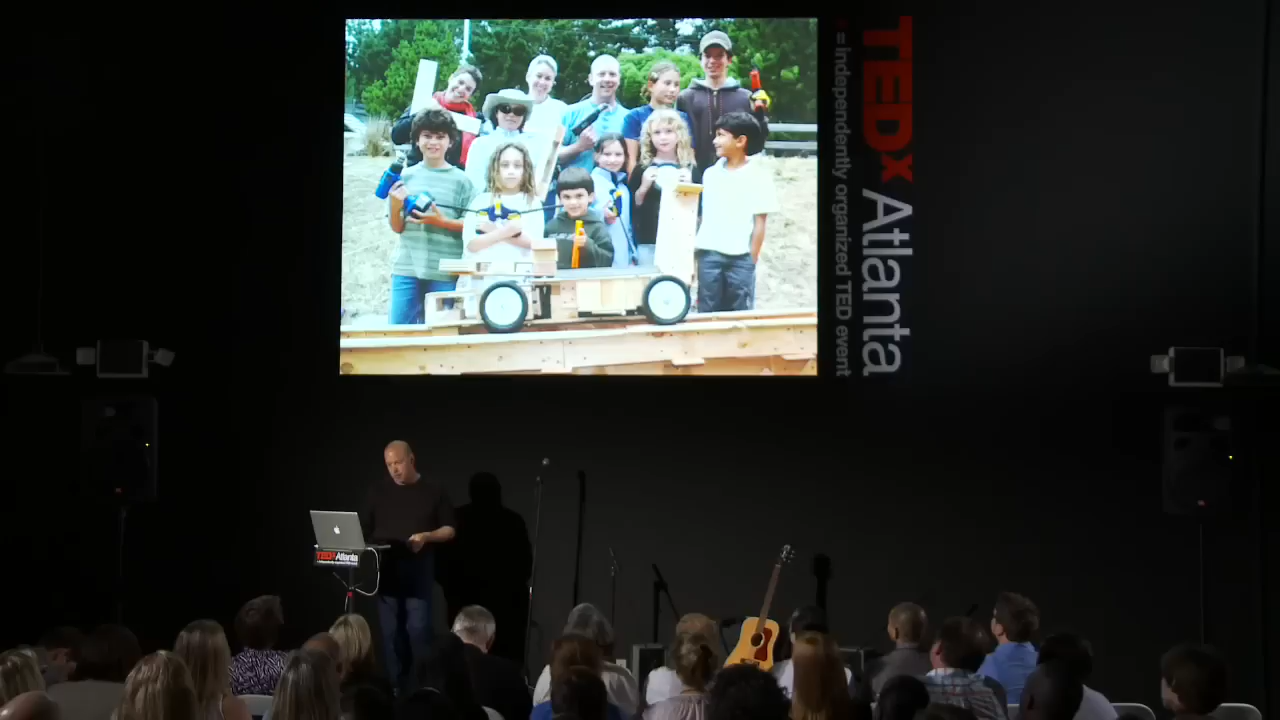 TEDx Atlanta
x = independently organized TED event
TEDxAtlanta